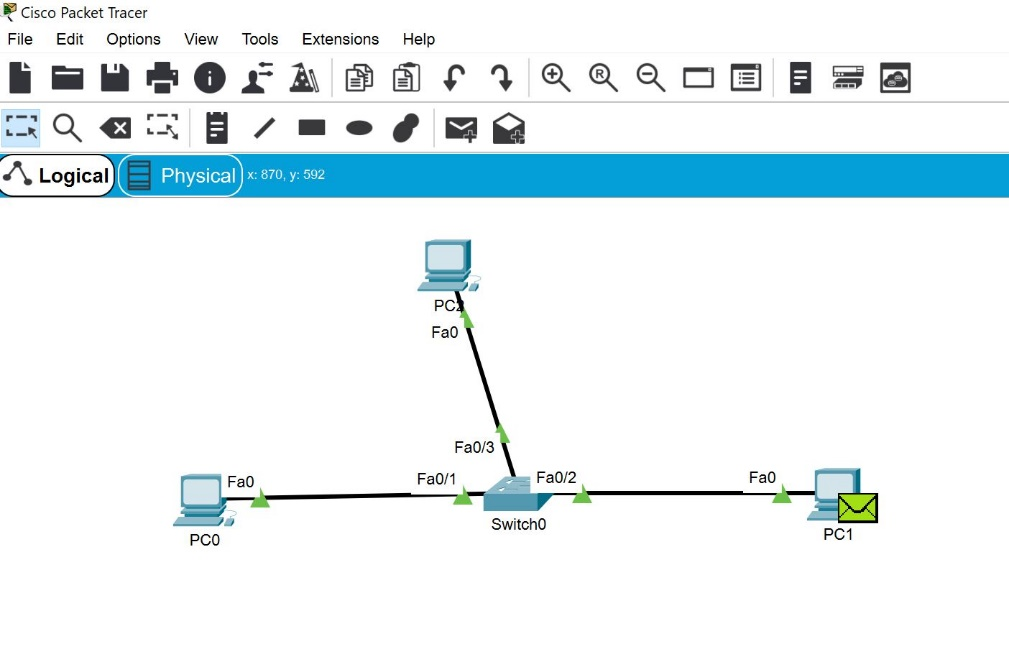 Cisco Packet Tracer
File Edit Options View Tools Extensions Help
R
Logical Physical x: 870, y: 592
PC2
Fa0
Fa0/3
Fa0 Fa0/1 Fa0/2 Fa0
Switch0
PC0 PC1